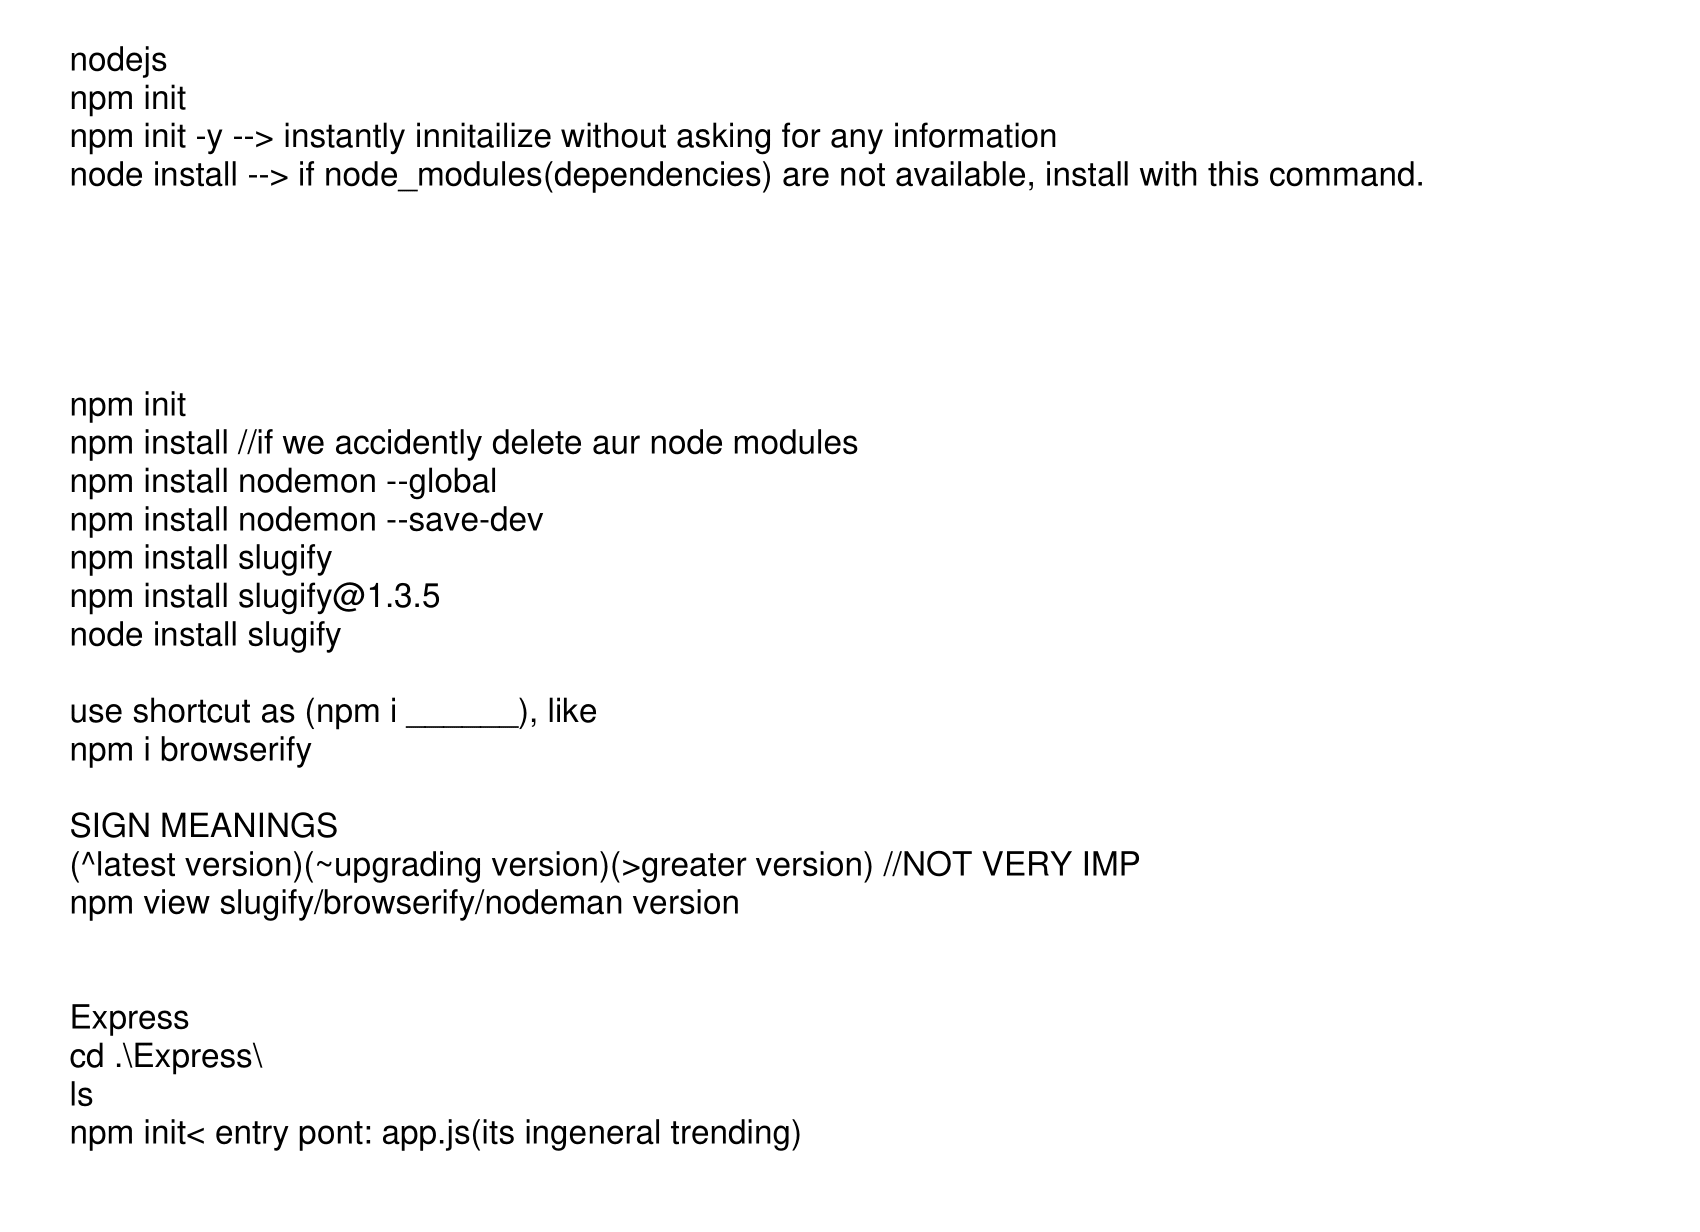 nodejs
npm init
npm init -y --> instantly innitailize without asking for any information
node install --> if node_modules(dependencies) are not available, install with this command.
npm init
npm install //if we accidently delete aur node modules
npm install nodemon --global
npm install nodemon --save-dev
npm install slugify
npm install slugify@1.3.5
node install slugify
use shortcut as (npm i ______), like
npm i browserify
SIGN MEANINGS
(^latest version)(~upgrading version)(>greater version) //NOT VERY IMP
npm view slugify/browserify/nodeman version
Express
cd .\Express\
ls
npm init< entry pont: app.js(its ingeneral trending)